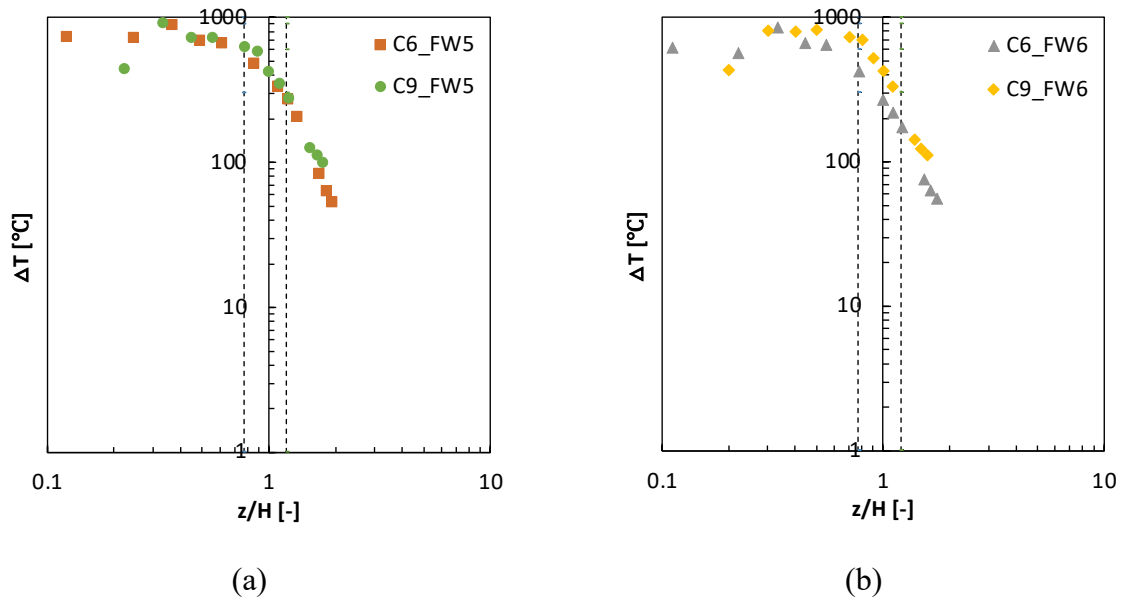 1000
C6_FW5
C9_FW5
100
ΔT [℃]
10
1
0.1
1
10
z/H [-]
(a)
1000
C6_FW6
C9_FW6
100
ΔT [℃]
10
1
0.1
1
10
z/H [-]
(b)